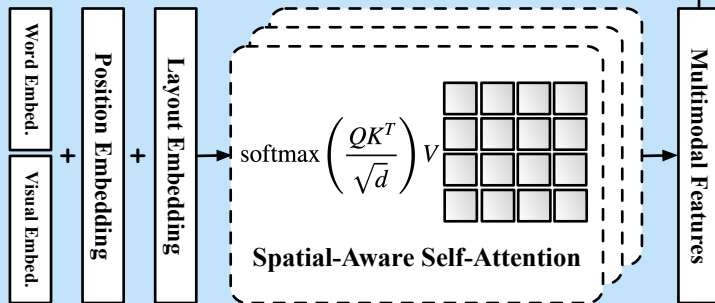 Word Embed.
Visual Embed.
+
Position Embedding
+
Layout Embedding
softmax (QK^T / √d) V
Spatial-Aware Self-Attention
Multimodal Features